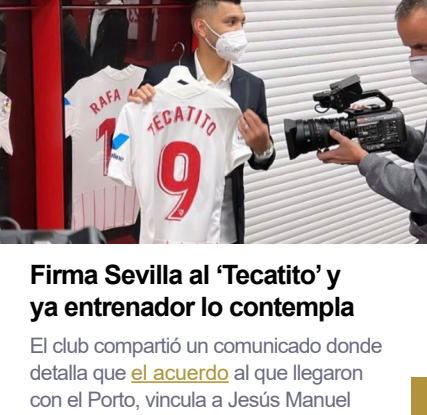 RAFA M
TECATITO
9
Firma Sevilla al ‘Tecatito’ y
ya entrenador lo contempla
El club compartió un comunicado donde
detalla que el acuerdo al que llegaron
con el Porto, vincula a Jesús Manuel